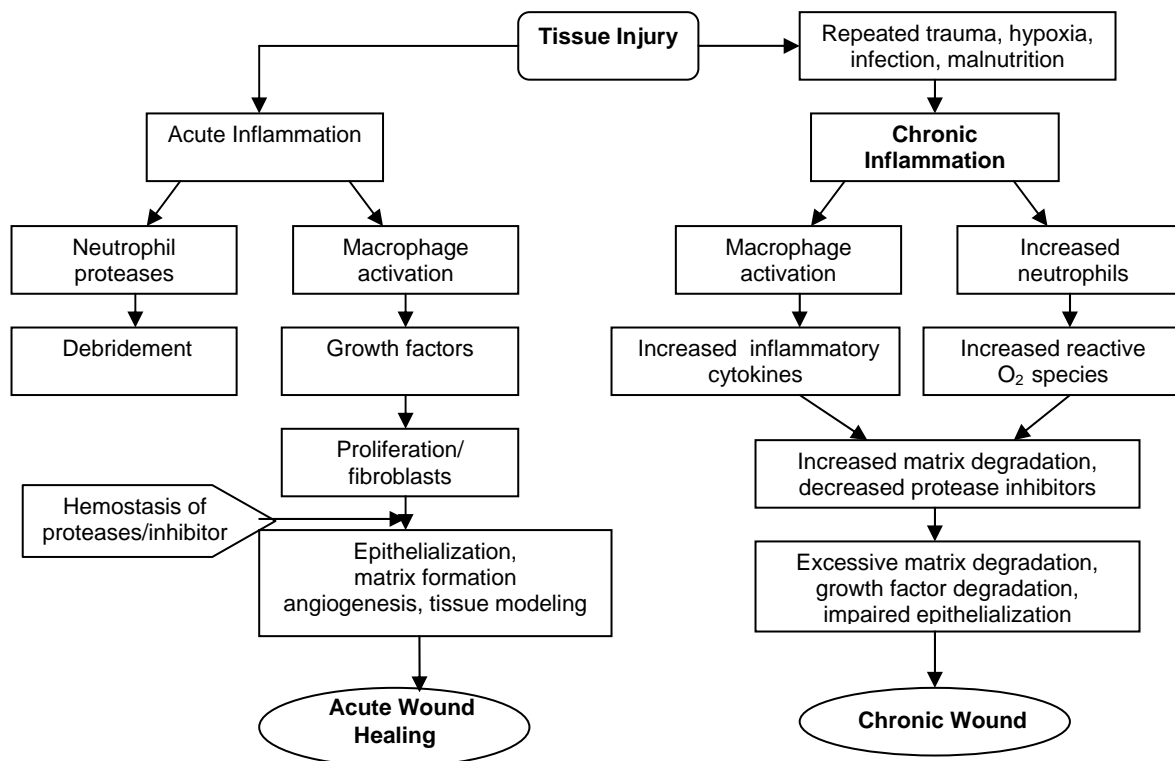 Tissue Injury
Repeated trauma, hypoxia,
infection, malnutrition
Acute Inflammation
Chronic
Inflammation
Neutrophil
proteases
Macrophage
activation
Macrophage
activation
Increased
neutrophils
Debridement
Growth factors
Increased inflammatory
cytokines
Increased reactive
O₂ species
Proliferation/
fibroblasts
Increased matrix degradation,
decreased protease inhibitors
Hemostasis of
proteases/inhibitor
Epithelialization,
matrix formation
angiogenesis, tissue modeling
Excessive matrix degradation,
growth factor degradation,
impaired epithelialization
Acute Wound
Healing
Chronic Wound